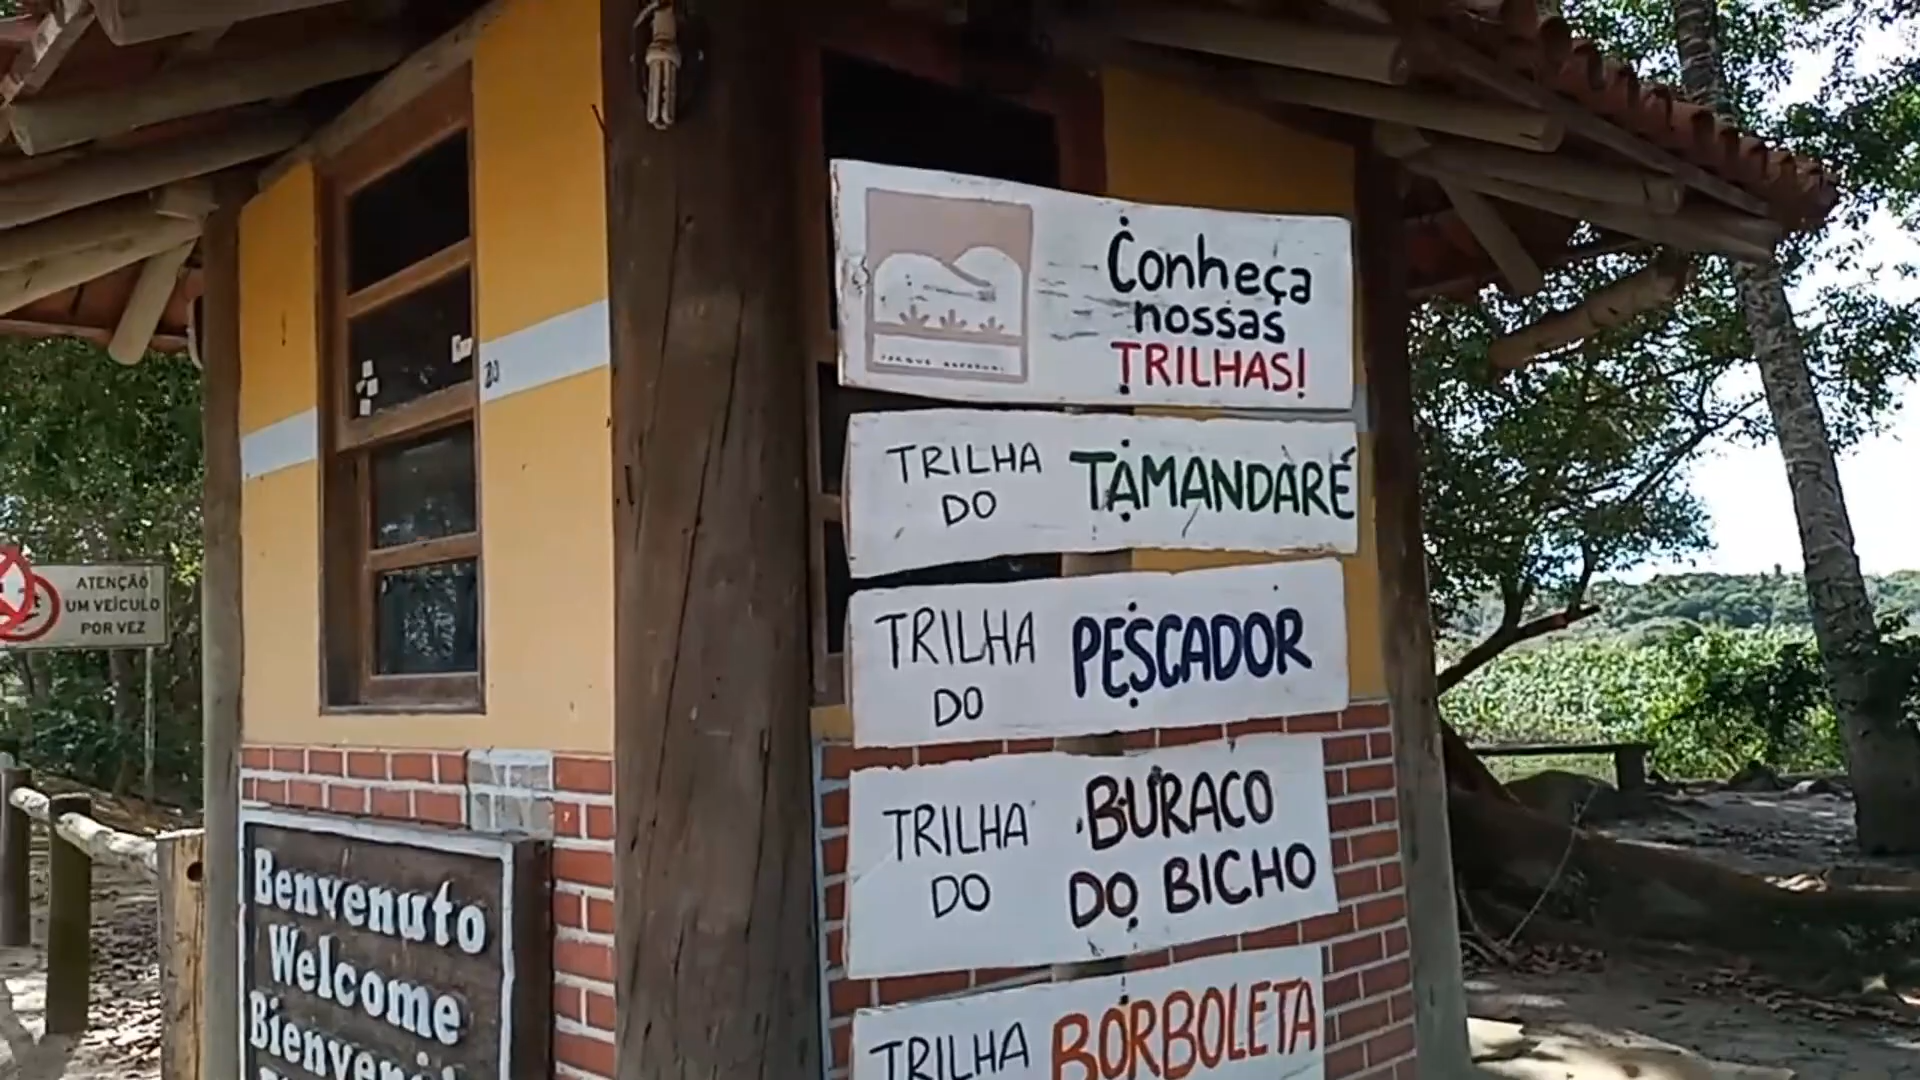 Conheça
nossas
TRILHAS!
TRILHA
DO
TAMANDARÉ
TRILHA
DO
PESCADOR
TRILHA
DO
BURACO
DO BICHO
TRILHA
BORBOLETA
ATENÇÃO
UM VEÍCULO
POR VEZ
Benvenuto
Welcome